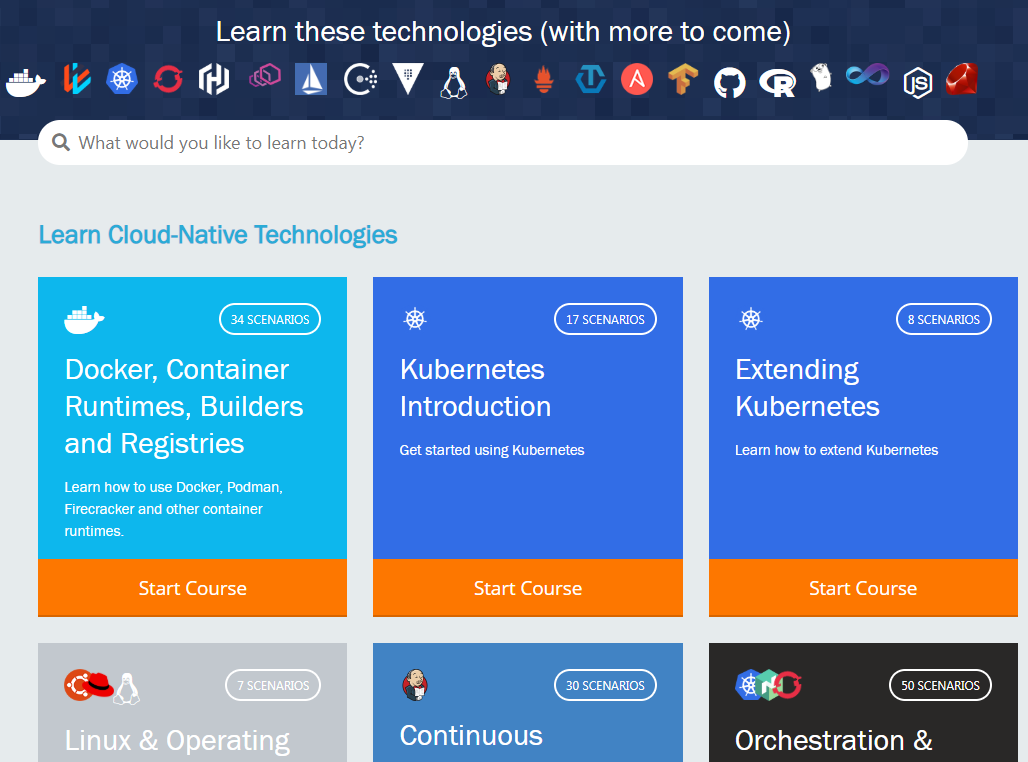 Learn these technologies (with more to come)
JS
What would you like to learn today?
Learn Cloud-Native Technologies
34 SCENARIOS
17 SCENARIOS
8 SCENARIOS
Docker, Container
Runtimes, Builders
and Registries
Learn how to use Docker, Podman,
Firecracker and other container
runtimes.
Kubernetes
Introduction
Get started using Kubernetes
Extending
Kubernetes
Learn how to extend Kubernetes
Start Course
Start Course
Start Course
7 SCENARIOS
Linux & Operating
30 SCENARIOS
Continuous
50 SCENARIOS
Orchestration &